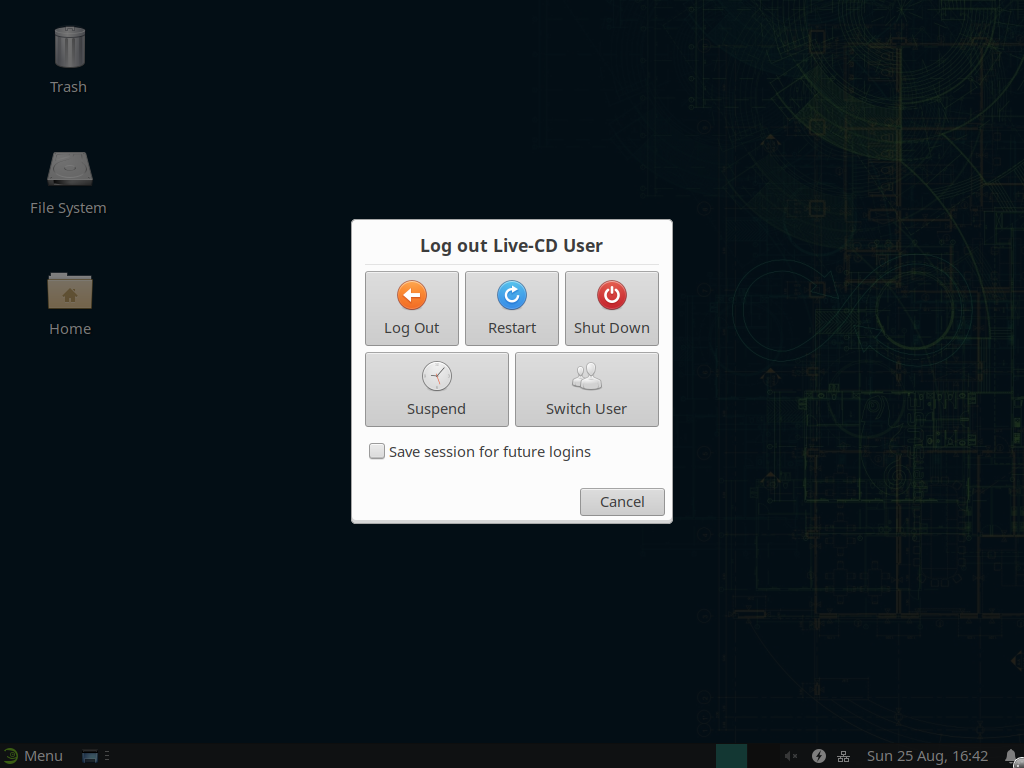 Trash
File System
Home
Log out Live-CD User
Log Out
Restart
Shut Down
Suspend
Switch User
Save session for future logins
Cancel
Menu
Sun 25 Aug, 16:42